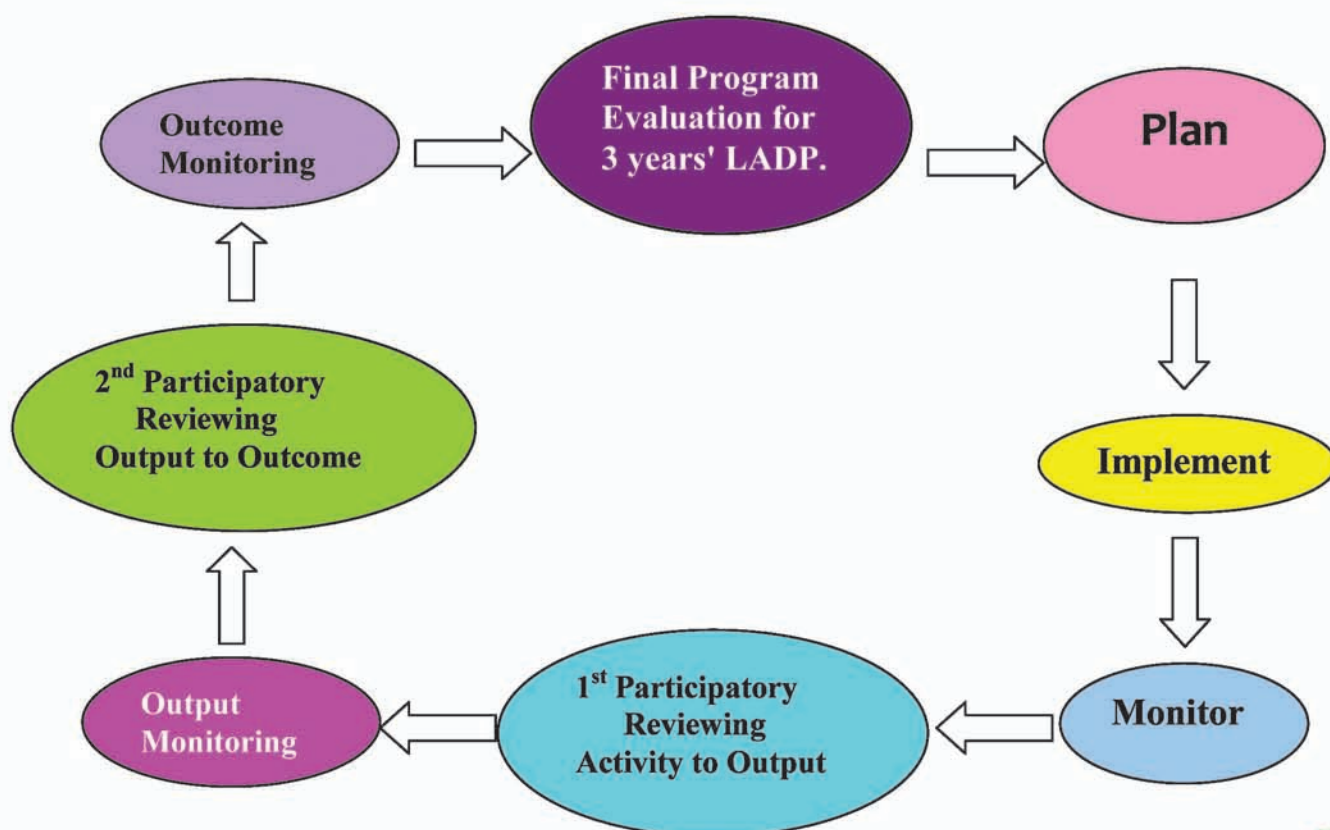 Final Program
Evaluation for
3 years' LADP.
Plan
Implement
Monitor
1st Participatory
Reviewing
Activity to Output
Output
Monitoring
2nd Participatory
Reviewing
Output to Outcome
Outcome
Monitoring